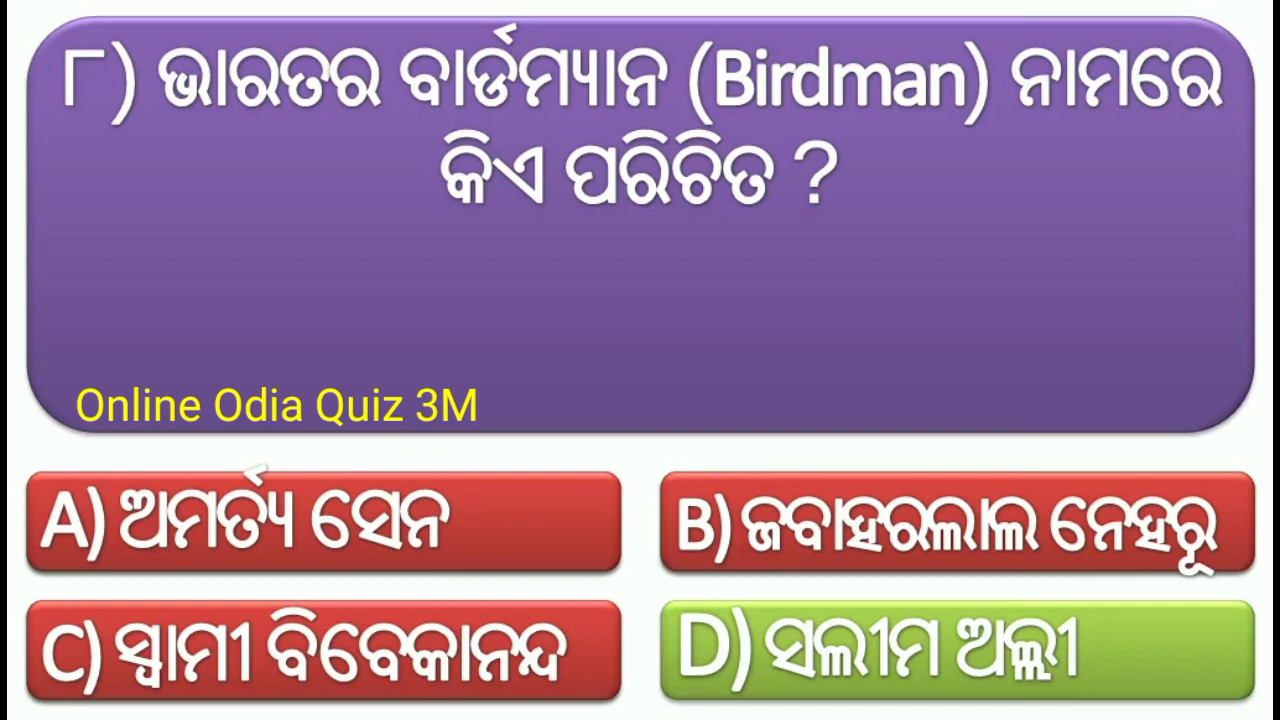 ୮) ଭାରତର ବାର୍ଡମ୍ୟାନ (Birdman) ନାମରେ
କିଏ ପରିଚିତ ?
Online Odia Quiz 3M
A) ଅମର୍ତ୍ୟ ସେନ
B) ଜବାହରଲାଲ ନେହରୂ
C) ସ୍ୱାମୀ ବିବେକାନନ୍ଦ
D) ସଲୀମ ଅଲ୍ଲୀ